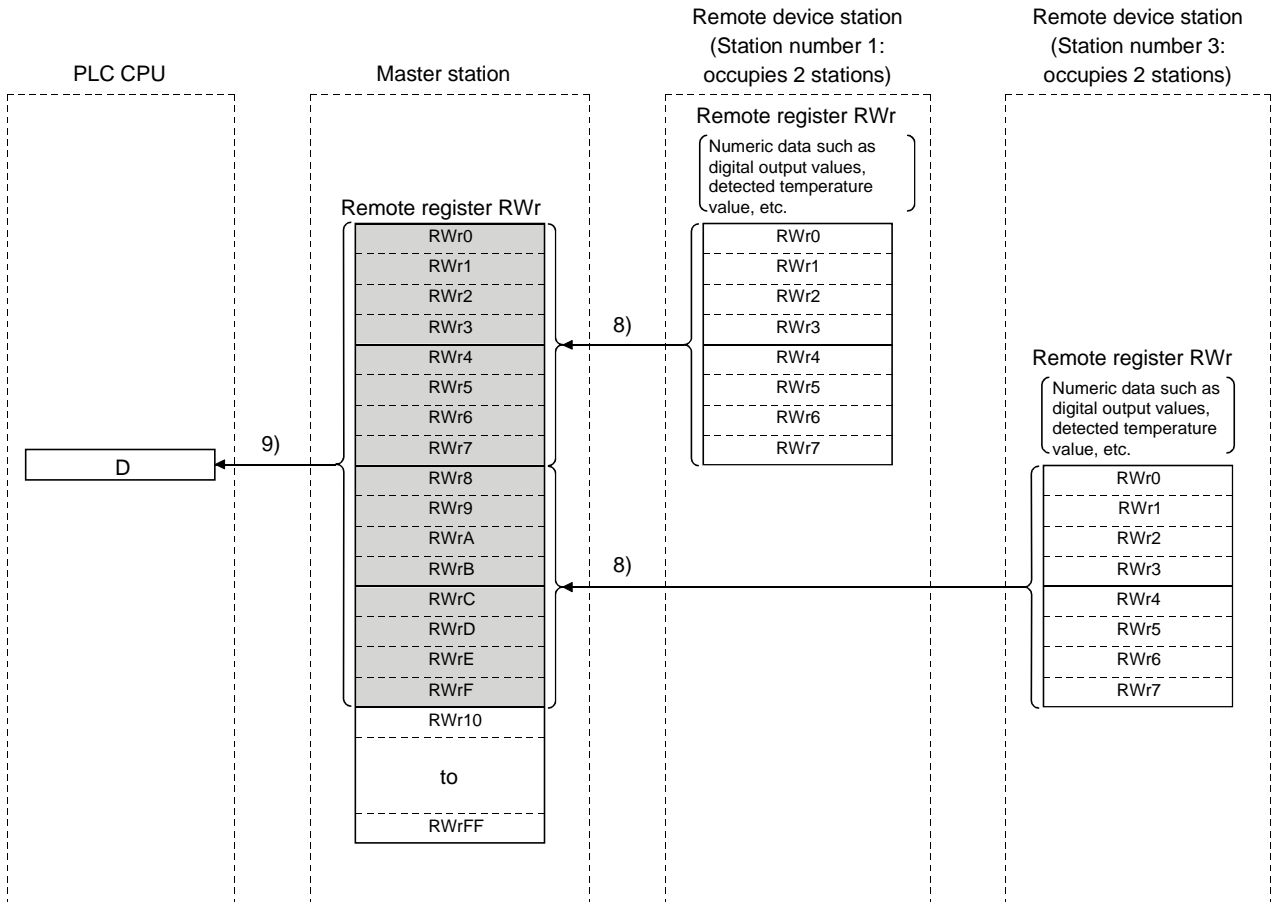 PLC CPU
Master station
Remote device station
(Station number 1:
occupies 2 stations)
Remote device station
(Station number 3:
occupies 2 stations)
Remote register RWr
Numeric data such as
digital output values,
detected temperature
value, etc.
Remote register RWr
RWr0
RWr1
RWr2
RWr3
RWr4
RWr5
RWr6
RWr7
RWr8
RWr9
RWrA
RWrB
RWrC
RWrD
RWrE
RWrF
RWr10
to
RWrFF
RWr0
RWr1
RWr2
RWr3
RWr4
RWr5
RWr6
RWr7
8)
Remote register RWr
Numeric data such as
digital output values,
detected temperature
value, etc.
RWr0
RWr1
RWr2
RWr3
RWr4
RWr5
RWr6
RWr7
8)
9)
D